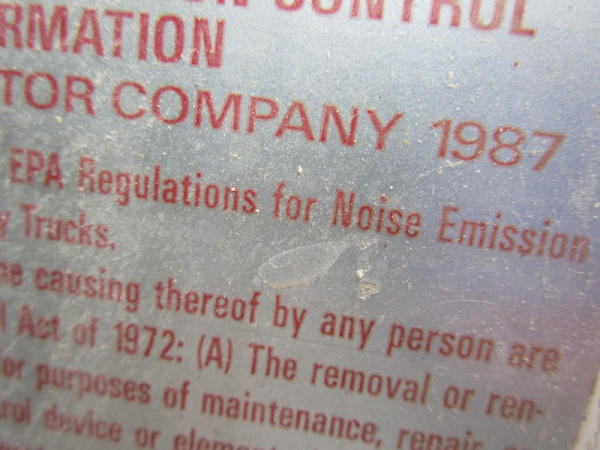 CONTROL
RMATION
TOR COMPANY 1987
EPA Regulations for Noise Emission
Trucks.
causing thereof by any person are
Act of 1972: (A) The removal or ren-
purposes of maintenance, repair
device or